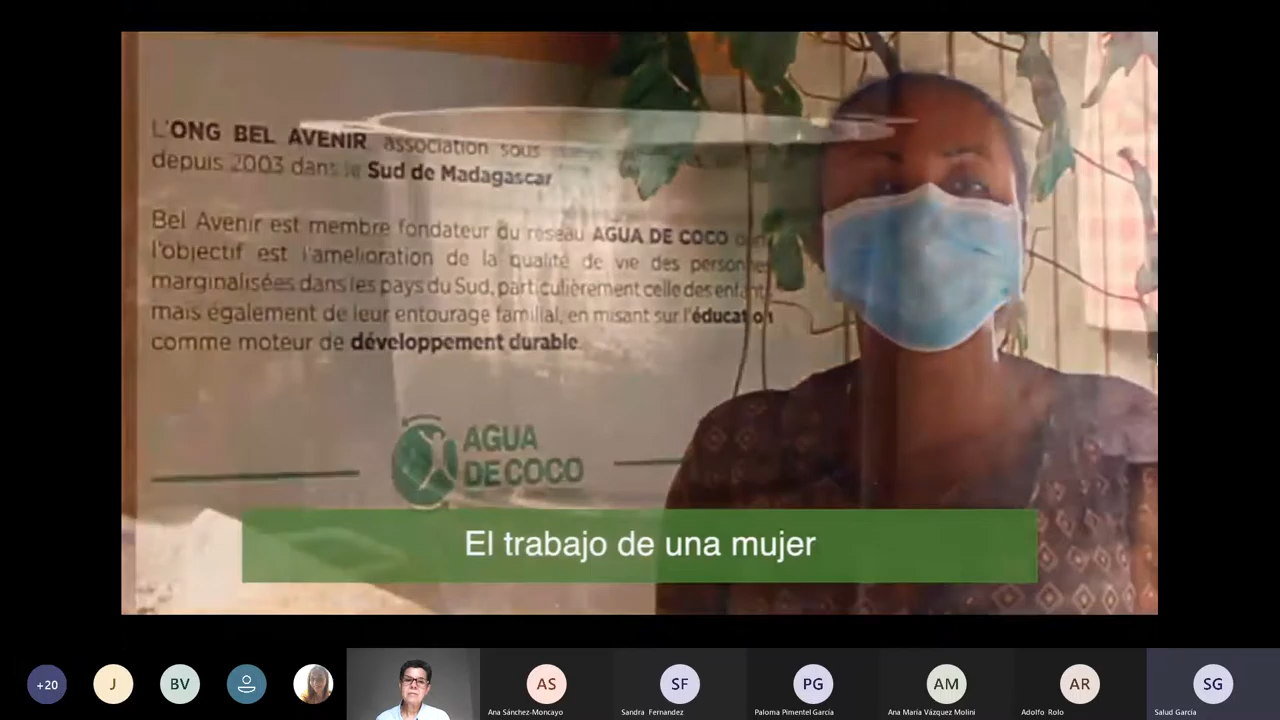 L'ONG BEL AVENIR association sous
depuis 2003 dans le Sud de Madagascar
Bel Avenir est membre fondateur du réseau AGUA DE COCO
l'objectif est l'amelioration de la qualité de vie des personnes
marginalisées dans les pays du Sud, particulièrement celle des enfants
mais également de leur entourage familial, en misant sur l'éducation
comme moteur de développement durable.
AGUA
DE COCO
El trabajo de una mujer
+20
J
BV
AS
SF
PG
AM
AR
SG
Ana Sánchez-Moncayo
Sandra Fernandez
Paloma Pimentel García
Ana María Vázquez Molini
Adolfo Rolo
Salud García